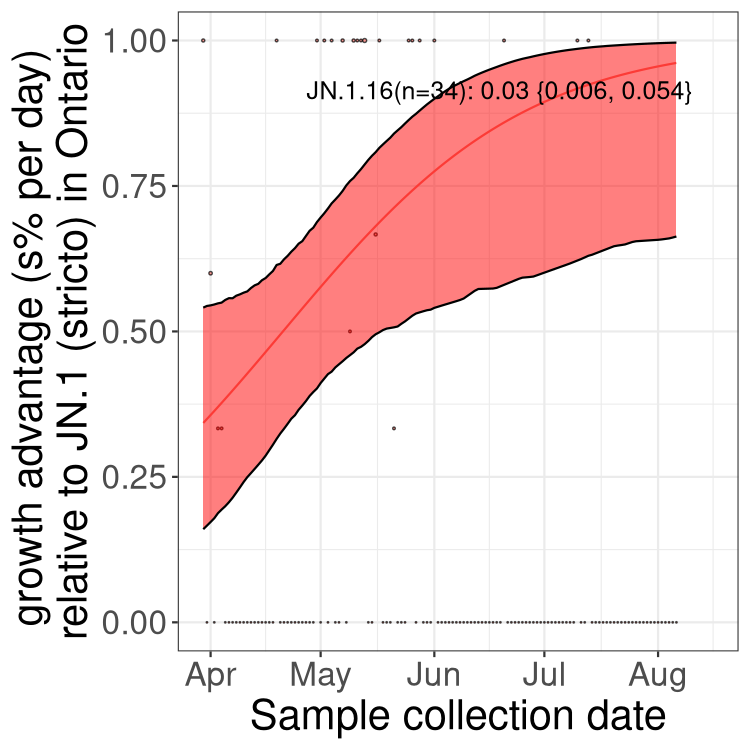 growth advantage (s% per day)
relative to JN.1 (stricto) in Ontario
1.00
0.75
0.50
0.25
0.00
JN.1.16(n=34): 0.03 {0.006, 0.054}
Apr May Jun Jul Aug
Sample collection date